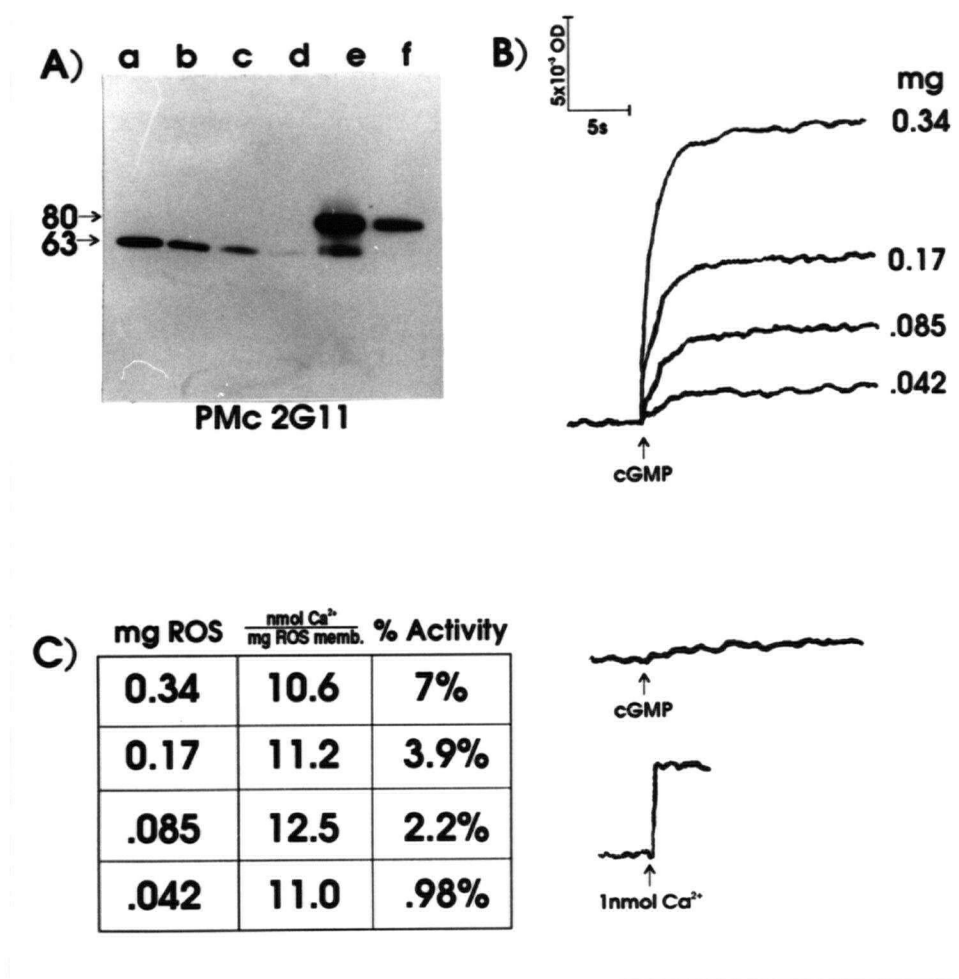 A)
a b c d e f
80→
63→
PMc 2G11
B)
5x10⁻⁴ OD
5s
mg
0.34
0.17
.085
.042
cGMP
C)
mg ROS nmol Ca²⁺ / mg ROS memb. % Activity
0.34 10.6 7%
0.17 11.2 3.9%
.085 12.5 2.2%
.042 11.0 .98%
cGMP
1nmol Ca²⁺